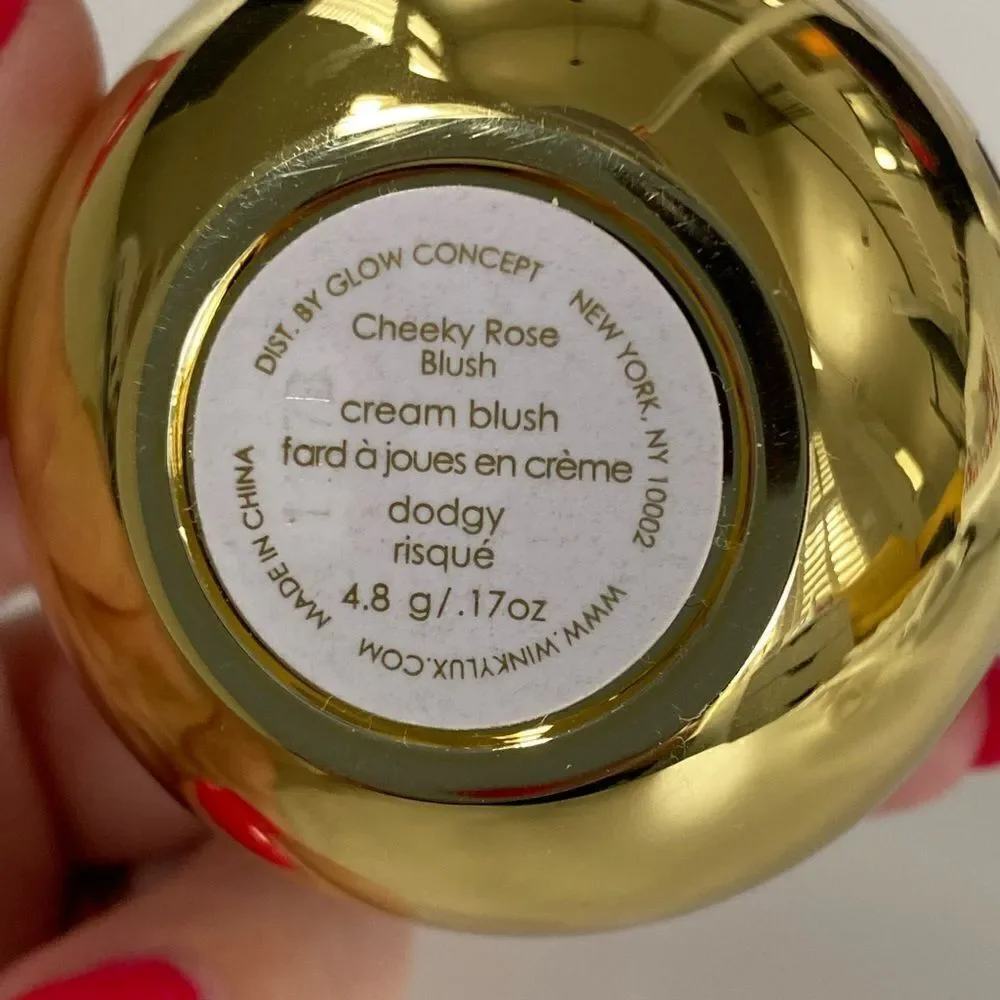 DIST. BY GLOW CONCEPT
NEW YORK, NY 10002
Cheeky Rose
Blush
cream blush
fard à joues en crème
dodgy
risqué
4.8 g/.17oz
WWW.WINKYLUX.COM
MADE IN CHINA